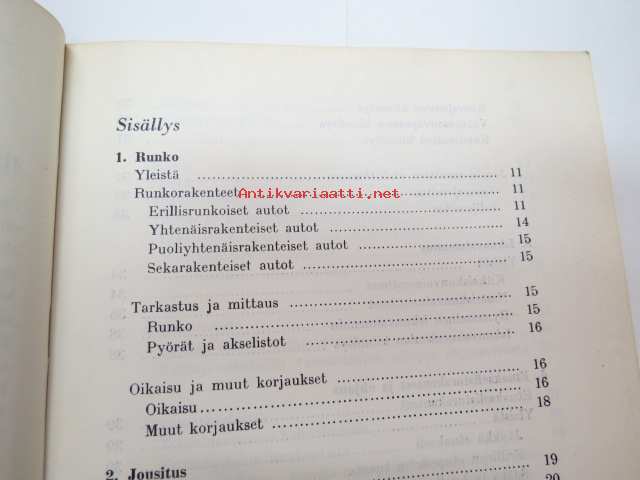 Sisällys
1. Runko
Yleistä .................... 11
Runkorakenteet .................... 11
Antikvariaatti.net
Erillisrunkoiset autot .................... 11
Yhtenäisrakenteiset autot .................... 14
Puoliyhtenäisrakenteiset autot .................... 15
Sekarakenteiset autot .................... 15
Tarkastus ja mittaus .................... 15
Runko .................... 15
Pyörät ja akselistot .................... 16
Oikaisu ja muut korjaukset .................... 16
Oikaisu .................... 16
Muut korjaukset .................... 18
2. Jousitus
19
20